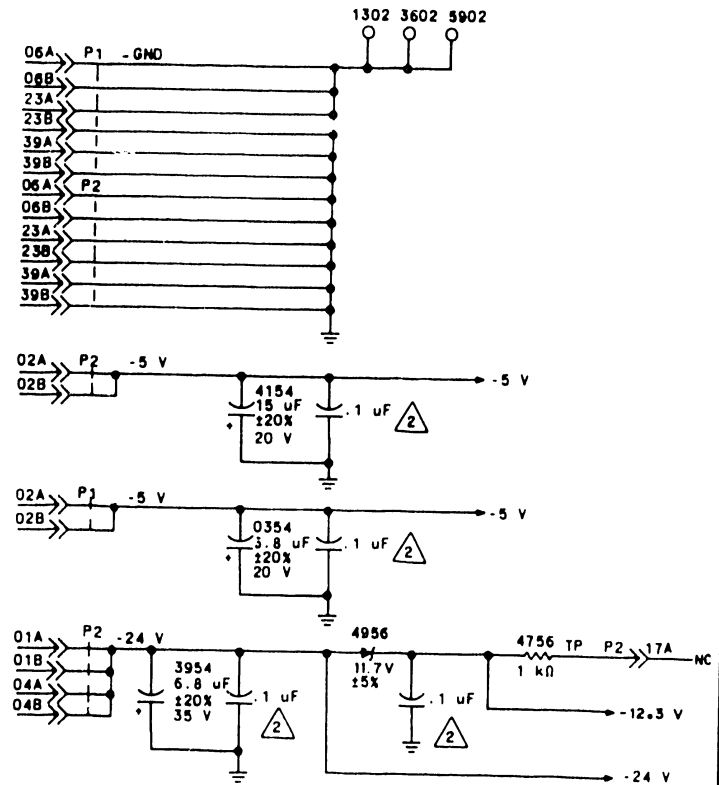 1302 3602 5902
06A P1 -GND
06B
23A
23B
39A
39B
06A P2
06B
23A
23B
39A
39B
02A P2 -5 V
02B
-5 V
4154
15 uF
±20%
20 V
+
.1 uF
2
02A P1 -5 V
02B
-5 V
0354
.8 uF
±20%
20 V
+
.1 uF
2
01A P2 -24 V
01B
04A
04B
3954
6.8 uF
±20%
35 V
+
.1 uF
2
4956
11.7V
±5%
.1 uF
2
4756 TP P2 17A
1 kΩ
NC
-12.3 V
-24 V